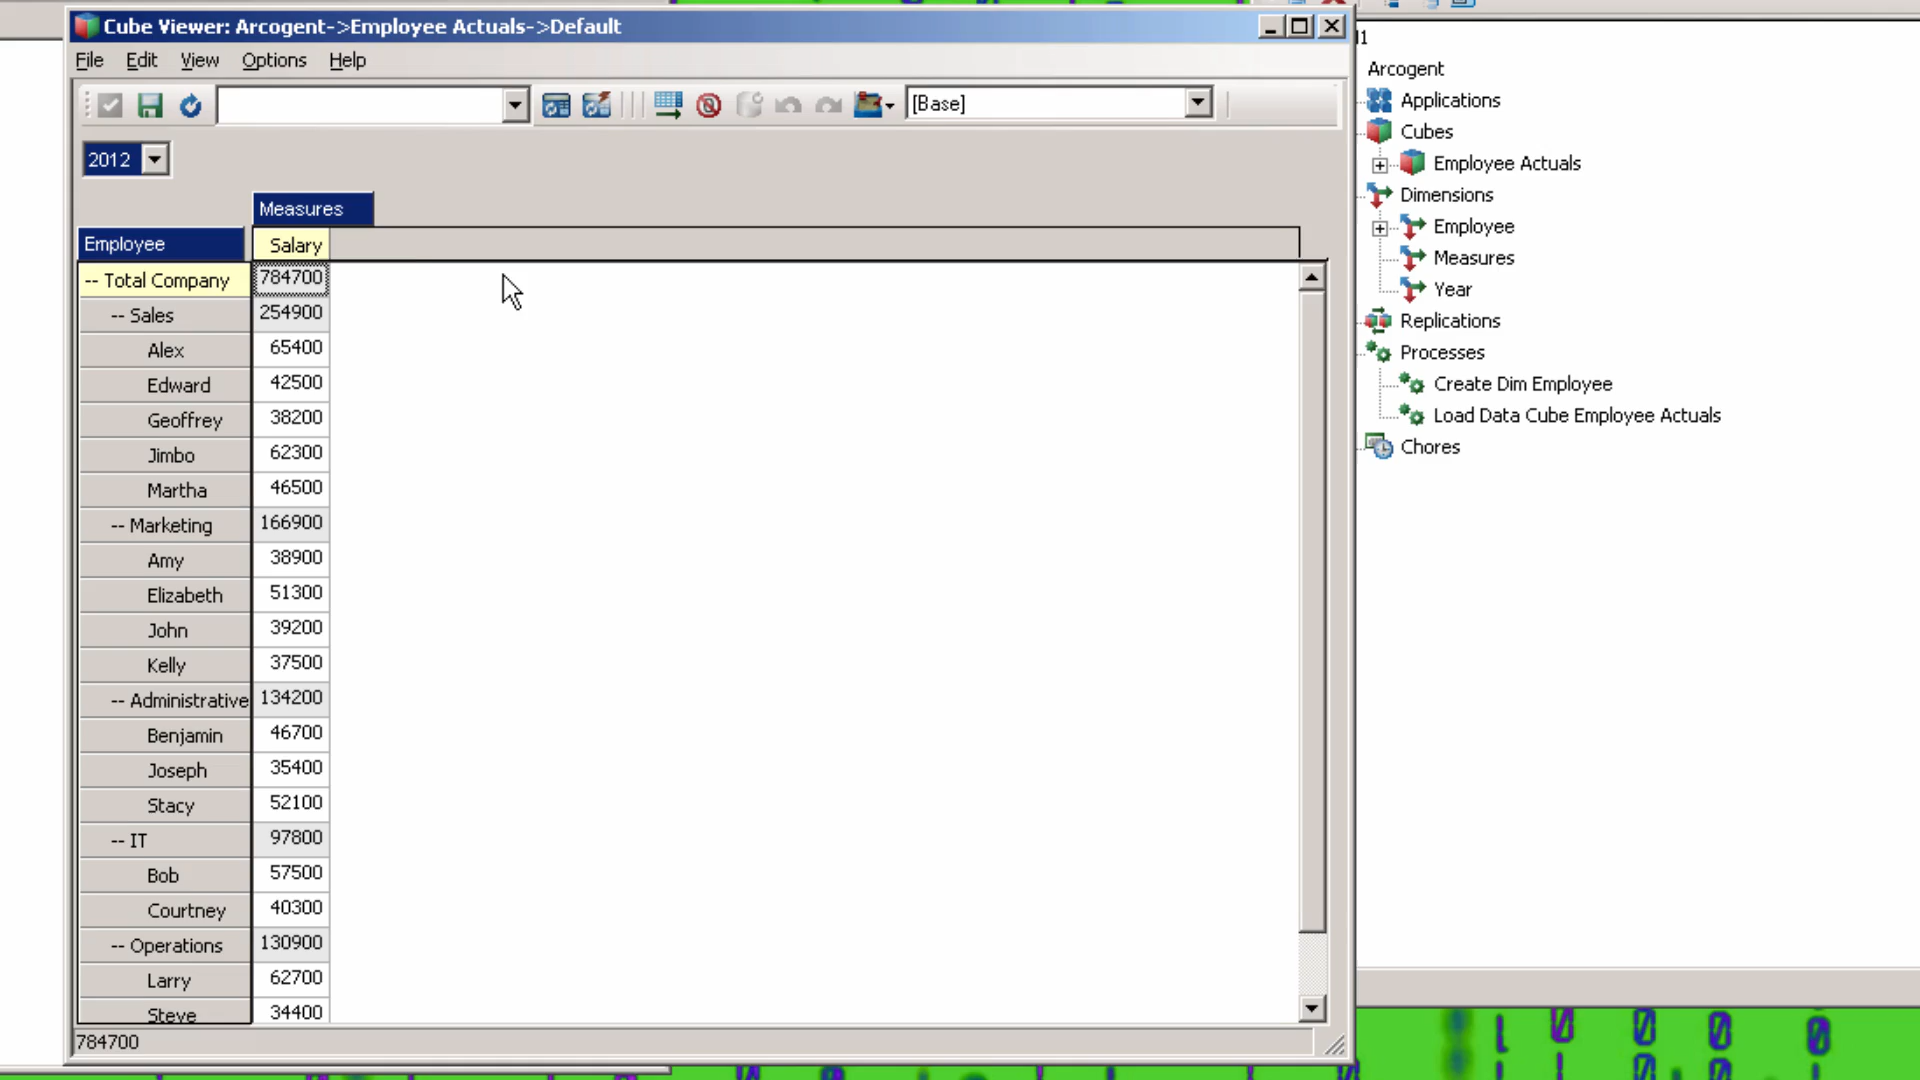 Cube Viewer: Arcogent->Employee Actuals->Default
File Edit View Options Help
[Base]
2012
Measures
Employee Salary
-- Total Company 784700
-- Sales 254900
Alex 65400
Edward 42500
Geoffrey 38200
Jimbo 62300
Martha 46500
-- Marketing 166900
Amy 38900
Elizabeth 51300
John 39200
Kelly 37500
-- Administrative 134200
Benjamin 46700
Joseph 35400
Stacy 52100
-- IT 97800
Bob 57500
Courtney 40300
-- Operations 130900
Larry 62700
Steve 34400
784700
Arcogent
Applications
Cubes
Employee Actuals
Dimensions
Employee
Measures
Year
Replications
Processes
Create Dim Employee
Load Data Cube Employee Actuals
Chores